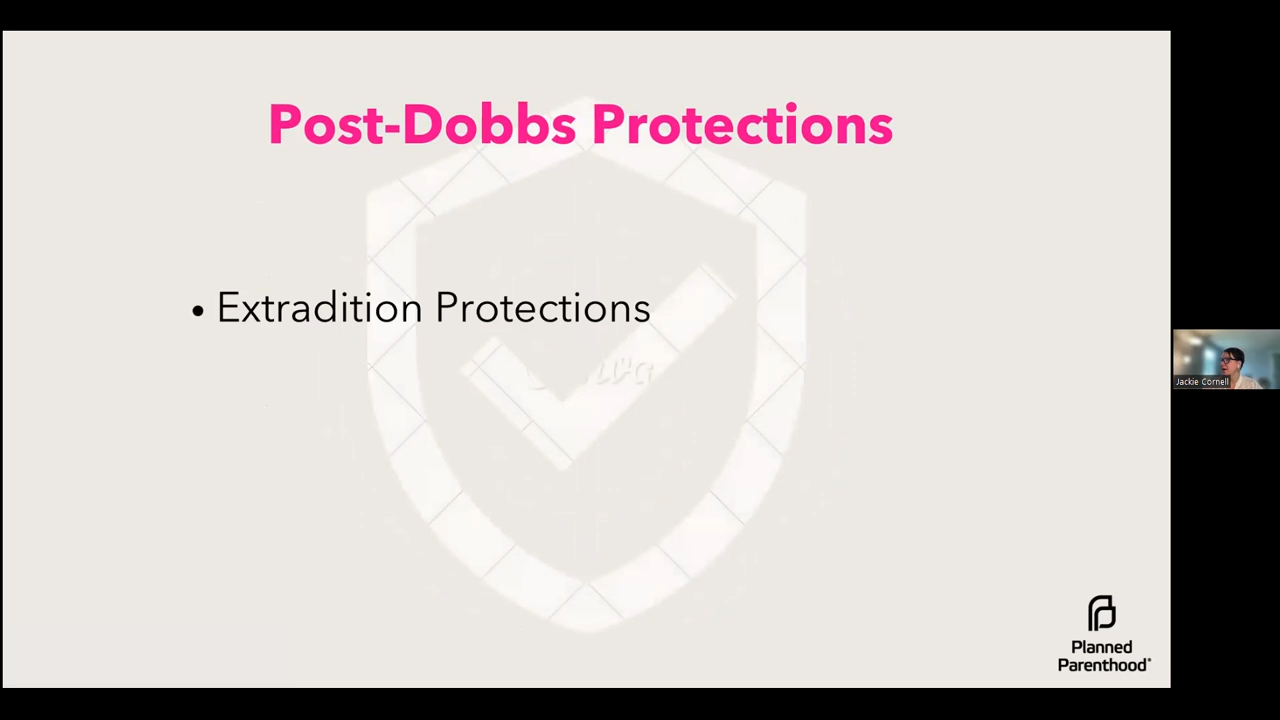 Post-Dobbs Protections
• Extradition Protections
Jackie Cornell
Planned
Parenthood®